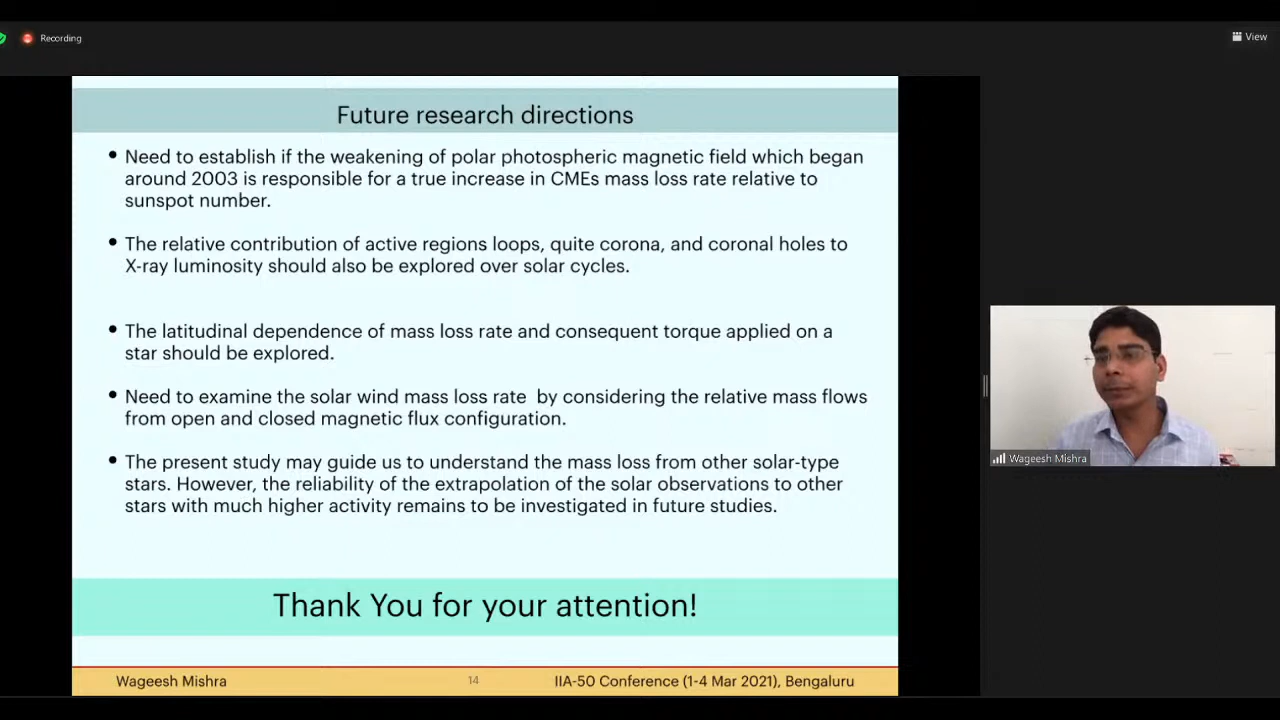 Recording
View
Future research directions
• Need to establish if the weakening of polar photospheric magnetic field which began
around 2003 is responsible for a true increase in CMEs mass loss rate relative to
sunspot number.
• The relative contribution of active regions loops, quite corona, and coronal holes to
X-ray luminosity should also be explored over solar cycles.
• The latitudinal dependence of mass loss rate and consequent torque applied on a
star should be explored.
• Need to examine the solar wind mass loss rate by considering the relative mass flows
from open and closed magnetic flux configuration.
• The present study may guide us to understand the mass loss from other solar-type
stars. However, the reliability of the extrapolation of the solar observations to other
stars with much higher activity remains to be investigated in future studies.
Thank You for your attention!
Wageesh Mishra
14
IIA-50 Conference (1-4 Mar 2021), Bengaluru
Wageesh Mishra